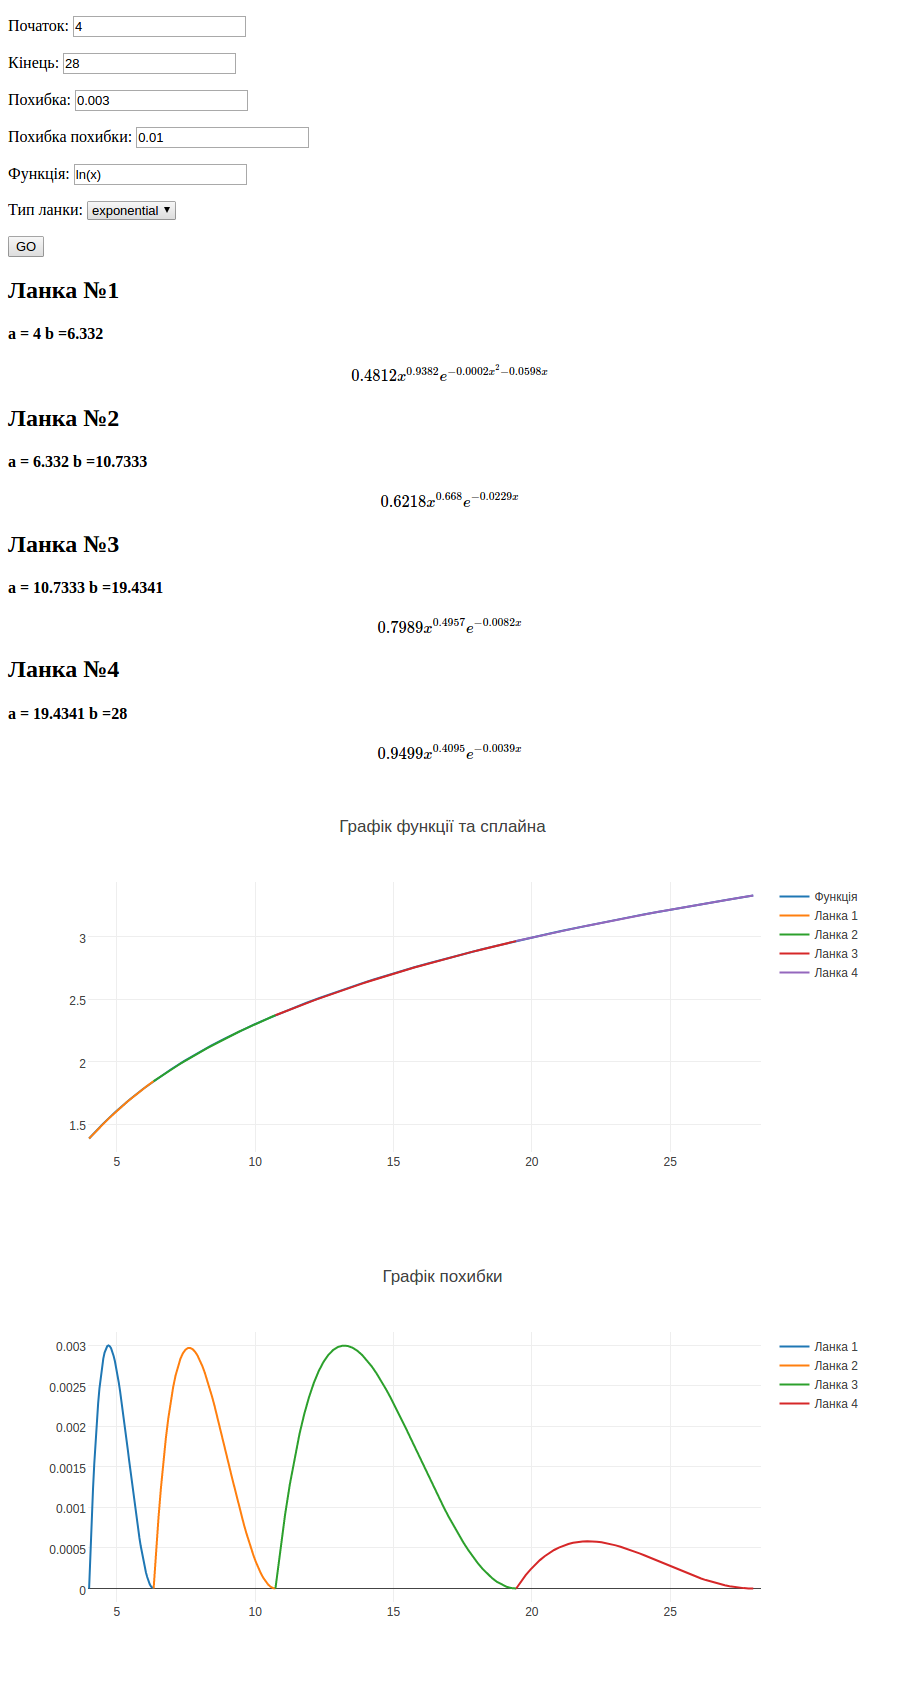 Початок: 4
Кінець: 28
Похибка: 0.003
Похибка похибки: 0.01
Функція: ln(x)
Тип ланки: exponential ▼
GO
Ланка №1
a = 4 b =6.332
0.4812x^{0.9382}e^{−0.0002x^{2}−0.0598x}
Ланка №2
a = 6.332 b =10.7333
0.6218x^{0.668}e^{−0.0229x}
Ланка №3
a = 10.7333 b =19.4341
0.7989x^{0.4957}e^{−0.0082x}
Ланка №4
a = 19.4341 b =28
0.9499x^{0.4095}e^{−0.0039x}
Графік функції та сплайна
Функція
Ланка 1
Ланка 2
Ланка 3
Ланка 4
3
2.5
2
1.5
5 10 15 20 25
Графік похибки
Ланка 1
Ланка 2
Ланка 3
Ланка 4
0.003
0.0025
0.002
0.0015
0.001
0.0005
0
5 10 15 20 25